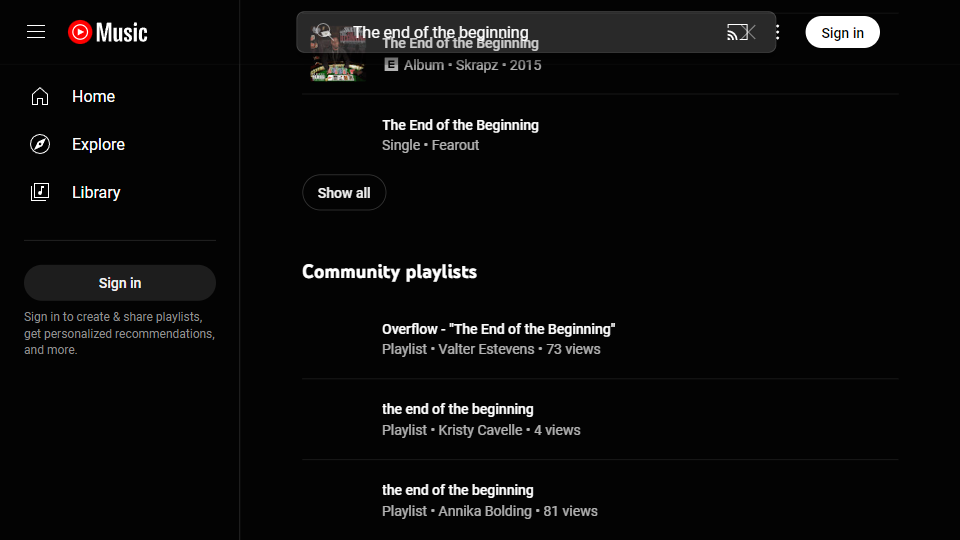 Music
The end of the beginning
Sign in
The End of the Beginning
E Album • Skrapz • 2015
Home
The End of the Beginning
Single • Fearout
Explore
Library
Show all
Sign in
Sign in to create & share playlists,
get personalized recommendations,
and more.
Community playlists
Overflow - "The End of the Beginning"
Playlist • Valter Estevens • 73 views
the end of the beginning
Playlist • Kristy Cavelle • 4 views
the end of the beginning
Playlist • Annika Bolding • 81 views